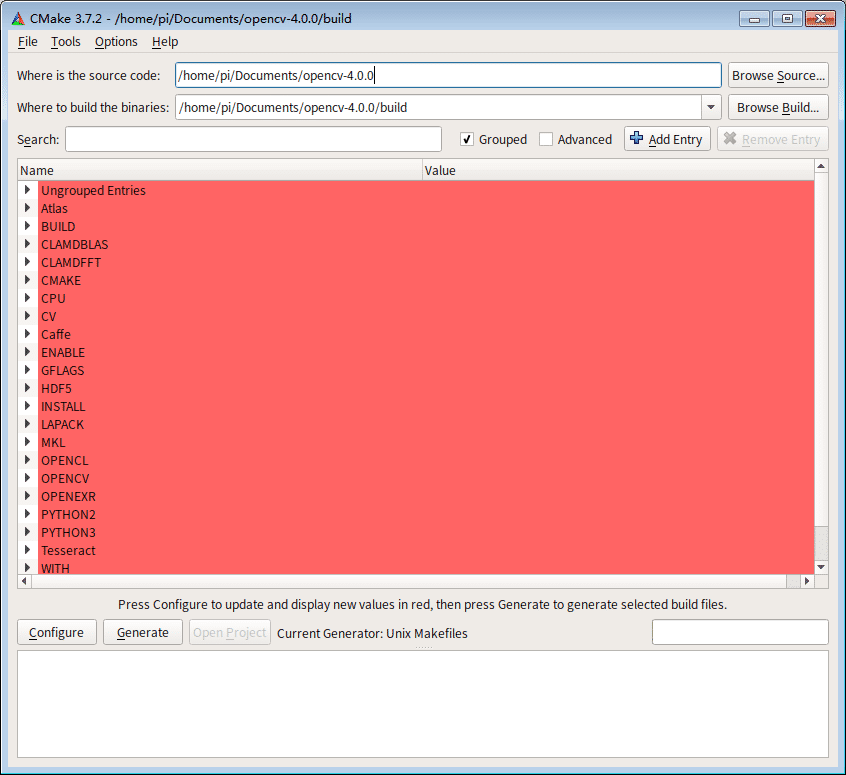 CMake 3.7.2 - /home/pi/Documents/opencv-4.0.0/build
File Tools Options Help
Where is the source code: /home/pi/Documents/opencv-4.0.0 Browse Source...
Where to build the binaries: /home/pi/Documents/opencv-4.0.0/build Browse Build...
Search: Grouped Advanced Add Entry Remove Entry
Name Value
Ungrouped Entries
Atlas
BUILD
CLAMDBLAS
CLAMDFFT
CMAKE
CPU
CV
Caffe
ENABLE
GFLAGS
HDF5
INSTALL
LAPACK
MKL
OPENCL
OPENCV
OPENEXR
PYTHON2
PYTHON3
Tesseract
WITH
Press Configure to update and display new values in red, then press Generate to generate selected build files.
Configure Generate Open Project Current Generator: Unix Makefiles